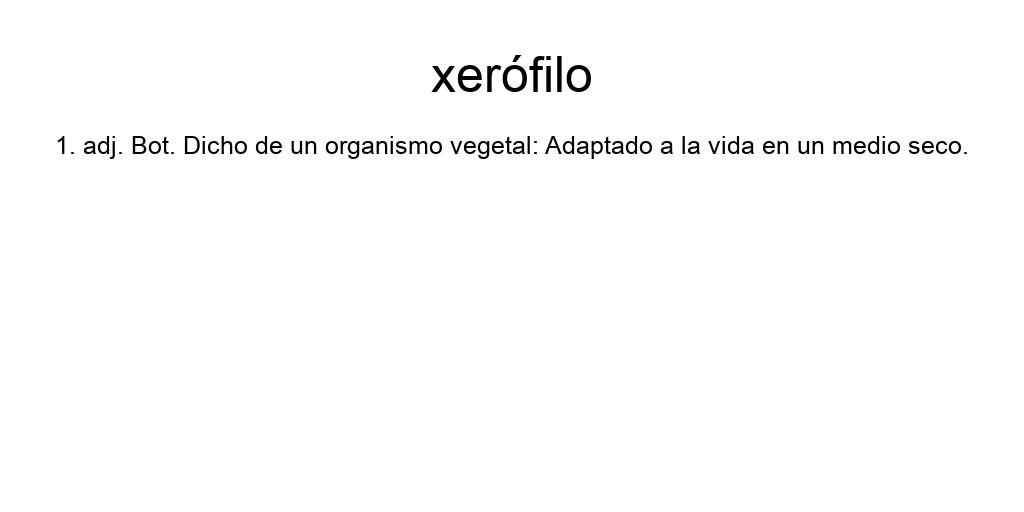 xerófilo
1. adj. Bot. Dicho de un organismo vegetal: Adaptado a la vida en un medio seco.